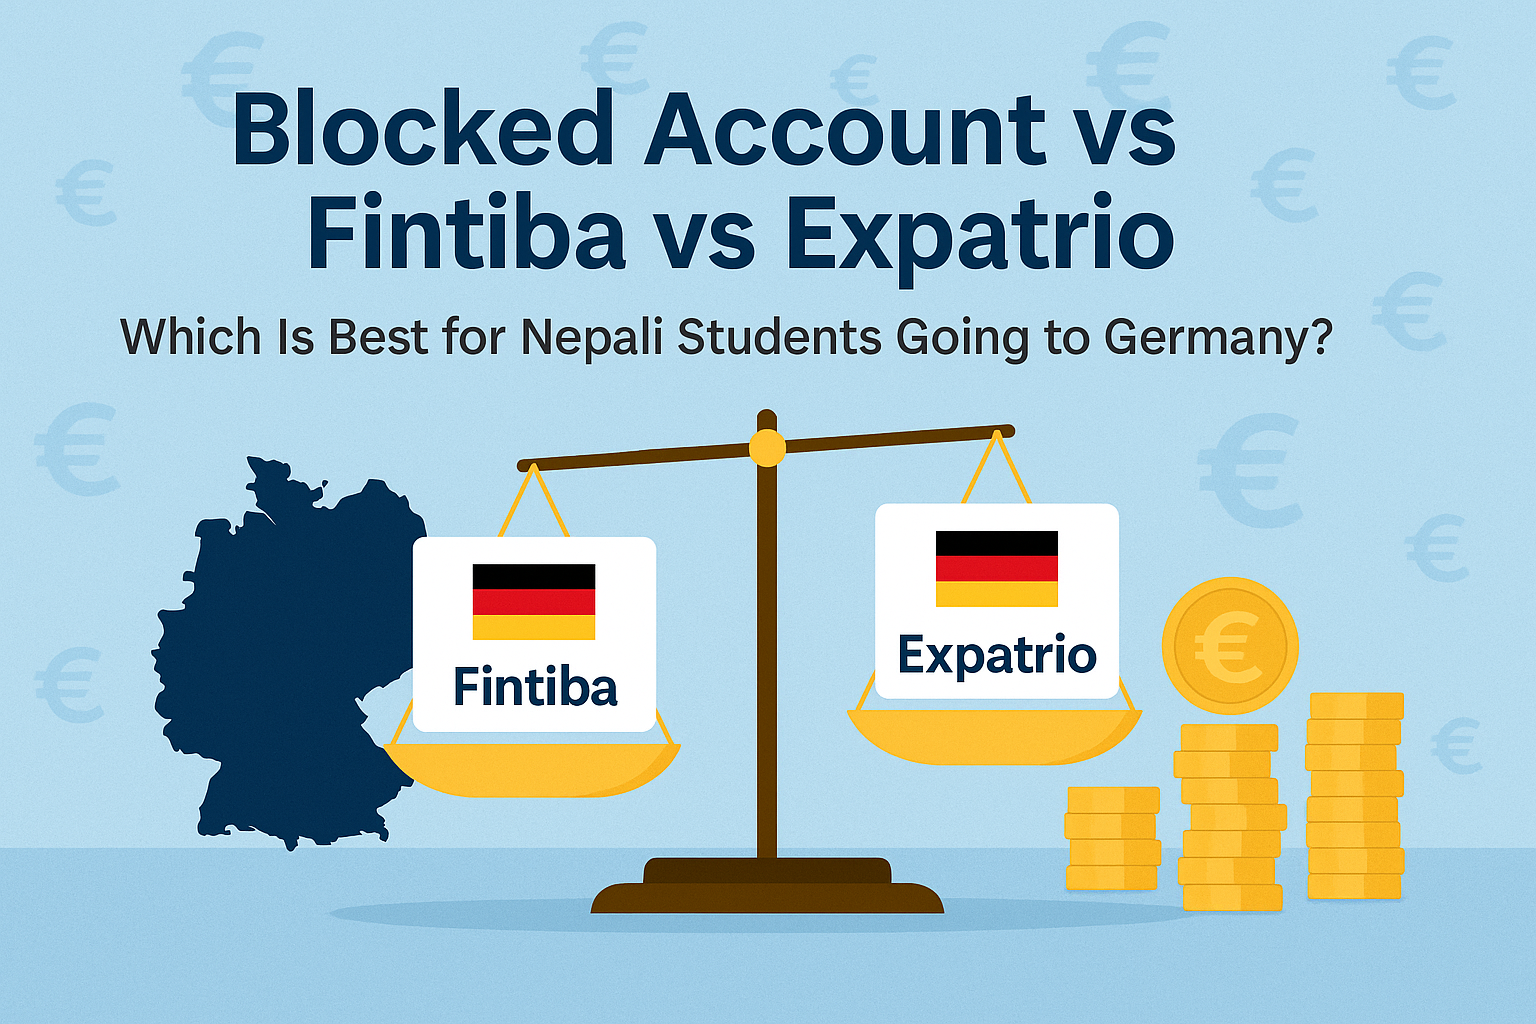 Blocked Account vs
Fintiba vs Expatrio
Which Is Best for Nepali Students Going to Germany?
Fintiba
Expatrio